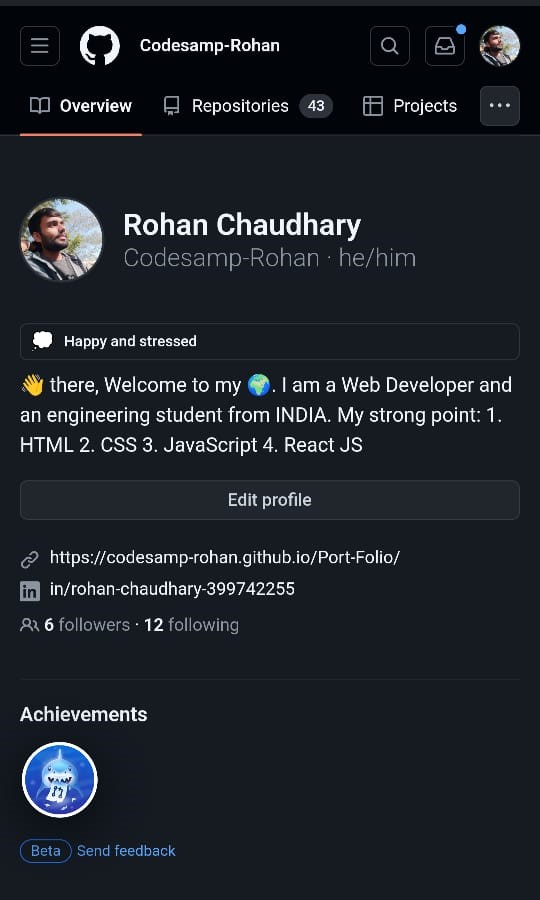 Codesamp-Rohan
Overview Repositories 43 Projects
Rohan Chaudhary
Codesamp-Rohan · he/him
Happy and stressed
👋 there, Welcome to my 🌍. I am a Web Developer and
an engineering student from INDIA. My strong point: 1.
HTML 2. CSS 3. JavaScript 4. React JS
Edit profile
https://codesamp-rohan.github.io/Port-Folio/
in/rohan-chaudhary-399742255
6 followers · 12 following
Achievements
Beta Send feedback